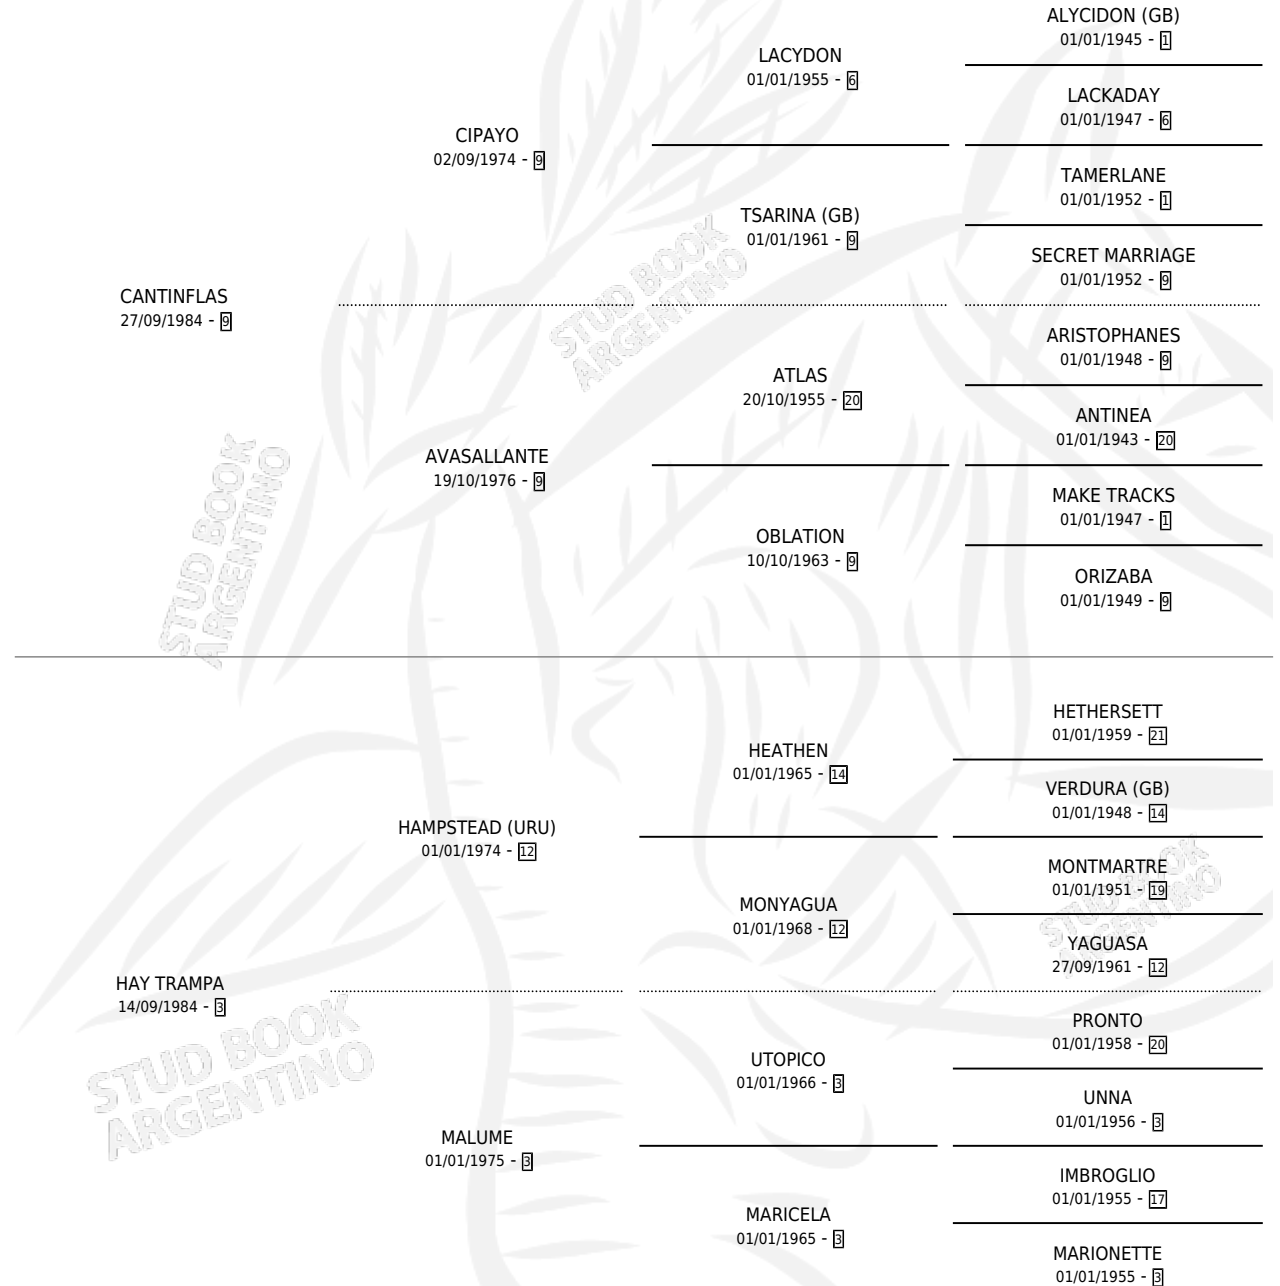 ALYCIDON (GB)
01/01/1945 - 1
LACYDON
01/01/1955 - 6
LACKADAY
01/01/1947 - 6
CIPAYO
02/09/1974 - 9
TAMERLANE
01/01/1952 - 1
TSARINA (GB)
01/01/1961 - 9
SECRET MARRIAGE
01/01/1952 - 9
CANTINFLAS
27/09/1984 - 9
STUD BOOK
ARGENTINO
ARISTOPHANES
01/01/1948 - 9
ATLAS
20/10/1955 - 20
ANTINEA
01/01/1943 - 20
AVASALLANTE
19/10/1976 - 9
MAKE TRACKS
01/01/1947 - 1
OBLATION
10/10/1963 - 9
ORIZABA
01/01/1949 - 9
STUD BOOK
ARGENTINO
HETHERSETT
01/01/1959 - 21
HEATHEN
01/01/1965 - 14
VERDURA (GB)
01/01/1948 - 14
HAMPSTEAD (URU)
01/01/1974 - 12
MONTMARTRE
01/01/1951 - 19
MONYAGUA
01/01/1968 - 12
STUD BOOK
ARGENTINO
YAGUASA
27/09/1961 - 12
HAY TRAMPA
14/09/1984 - 3
PRONTO
01/01/1958 - 20
UTOPICO
01/01/1966 - 3
UNNA
01/01/1956 - 3
STUD BOOK
ARGENTINO
MALUME
01/01/1975 - 3
IMBROGLIO
01/01/1955 - 17
MARICELA
01/01/1965 - 3
MARIONETTE
01/01/1955 - 3